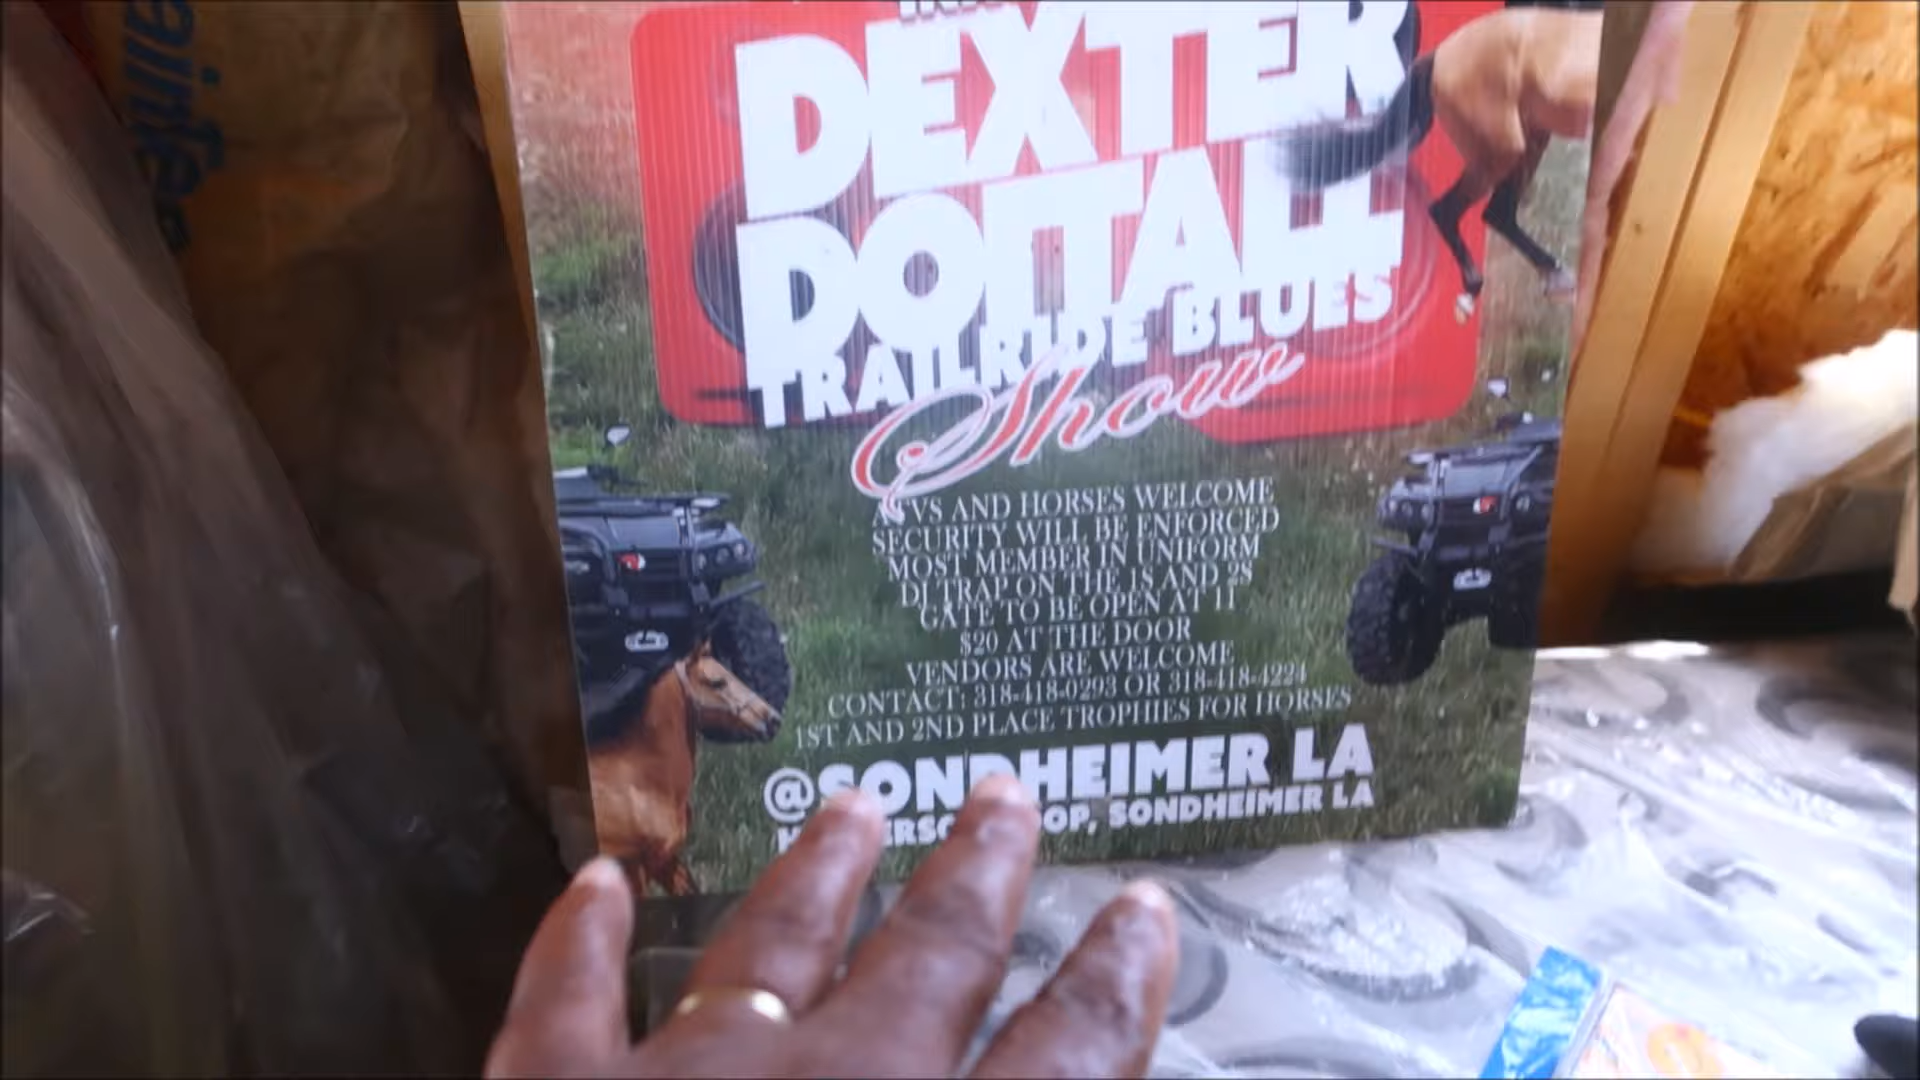 DEXTER
DOITALL
TRAILRIDE BLUES
Show
ATVS AND HORSES WELCOME
SECURITY WILL BE ENFORCED
MOST MEMBER IN UNIFORM
DJ TRAP ON THE 1S AND 2S
GATE TO BE OPEN AT 11
$20 AT THE DOOR
VENDORS ARE WELCOME
CONTACT: 318-418-0293 OR 318-418-4224
1ST AND 2ND PLACE TROPHIES FOR HORSES
@SONDHEIMER LA
SONDHEIMER LA